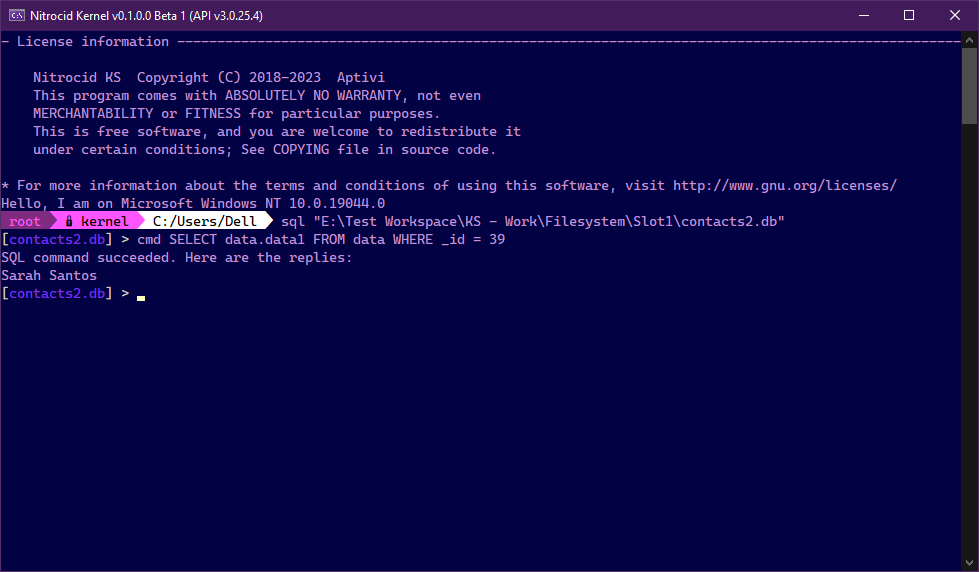 Nitrocid Kernel v0.1.0.0 Beta 1 (API v3.0.25.4)
- License information
Nitrocid KS  Copyright (C) 2018-2023  Aptivi
This program comes with ABSOLUTELY NO WARRANTY, not even
MERCHANTABILITY or FITNESS for particular purposes.
This is free software, and you are welcome to redistribute it
under certain conditions; See COPYING file in source code.
* For more information about the terms and conditions of using this software, visit http://www.gnu.org/licenses/
Hello, I am on Microsoft Windows NT 10.0.19044.0
root kernel C:/Users/Dell sql "E:\Test Workspace\KS - Work\Filesystem\Slot1\contacts2.db"
[contacts2.db] > cmd SELECT data.data1 FROM data WHERE _id = 39
SQL command succeeded. Here are the replies:
Sarah Santos
[contacts2.db] >